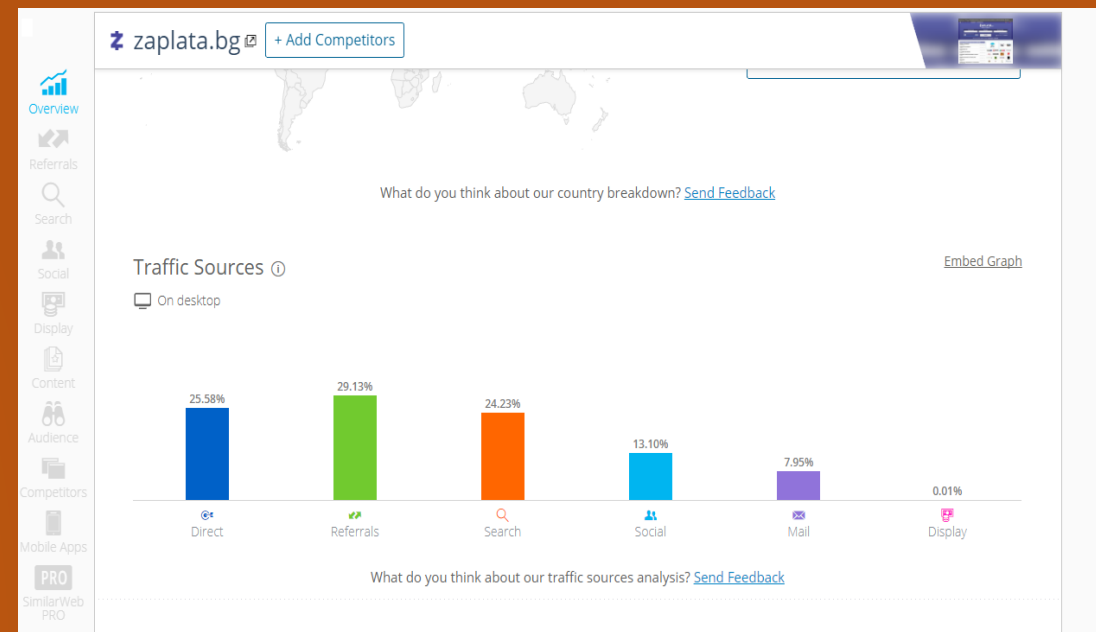 zaplata.bg
+ Add Competitors
Overview
Referrals
Search
Social
Display
Content
Audience
Competitors
Mobile Apps
PRO
SimilarWeb
PRO
What do you think about our country breakdown? Send Feedback
Traffic Sources
Embed Graph
On desktop
25.58%
29.13%
24.23%
13.10%
7.95%
0.01%
Direct
Referrals
Search
Social
Mail
Display
What do you think about our traffic sources analysis? Send Feedback